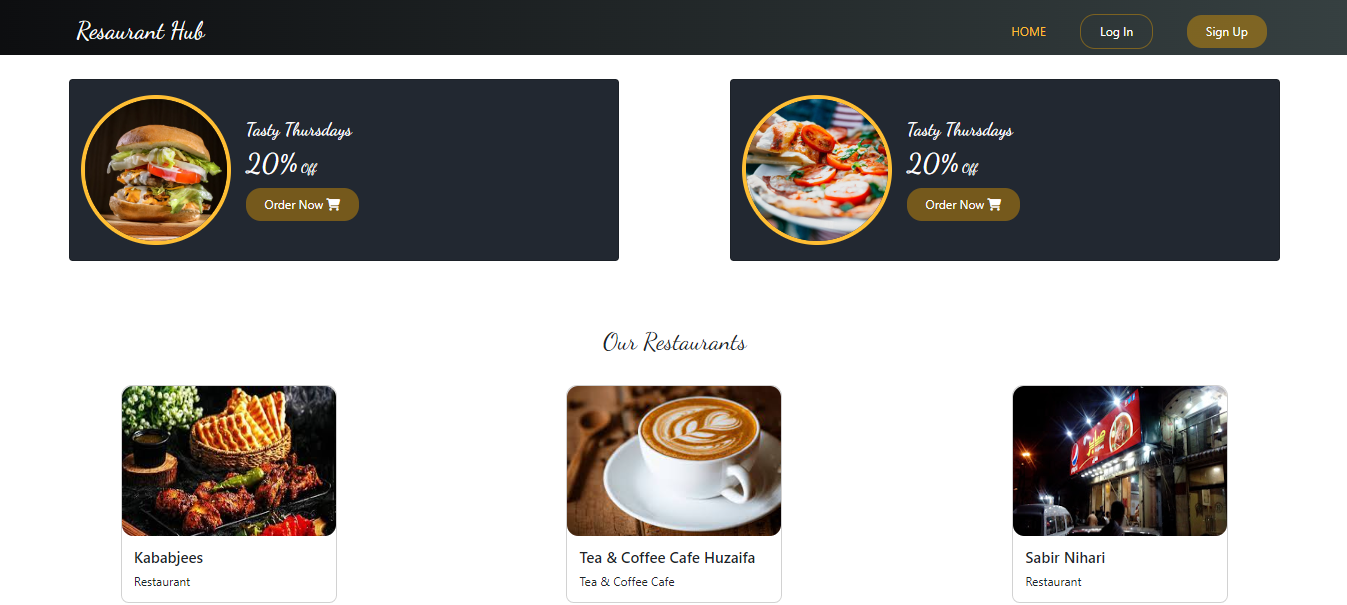 Resaurant Hub
HOME
Log In
Sign Up
Tasty Thursdays
20% Off
Order Now
Tasty Thursdays
20% Off
Order Now
Our Restaurants
Kababjees
Restaurant
Tea & Coffee Cafe Huzaifa
Tea & Coffee Cafe
Sabir Nihari
Restaurant